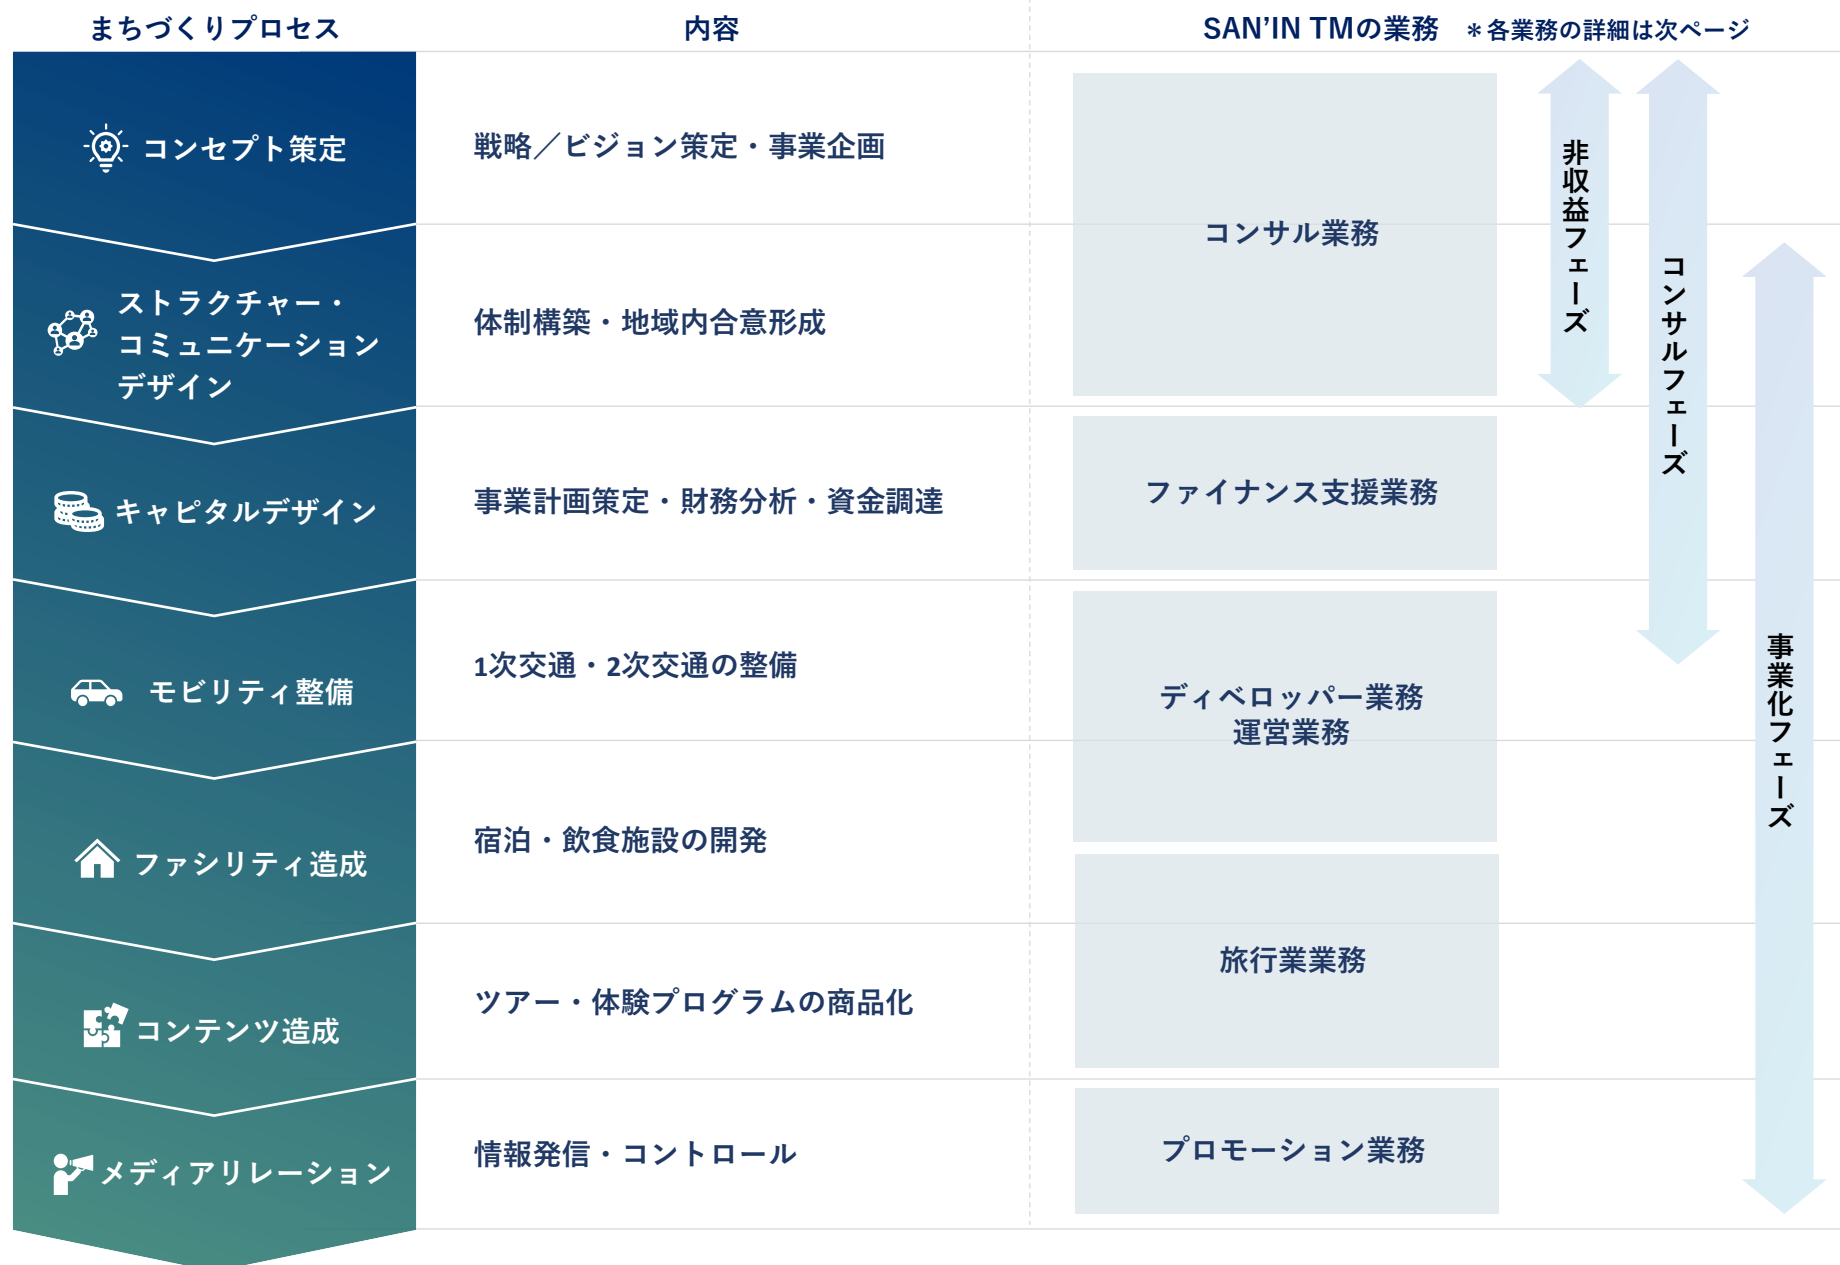 まちづくりプロセス
内容
SAN’IN TMの業務 ＊各業務の詳細は次ページ
コンセプト策定
戦略／ビジョン策定・事業企画
コンサル業務
ストラクチャー・
コミュニケーション
デザイン
体制構築・地域内合意形成
キャピタルデザイン
事業計画策定・財務分析・資金調達
ファイナンス支援業務
モビリティ整備
1次交通・2次交通の整備
ディベロッパー業務
運営業務
ファシリティ造成
宿泊・飲食施設の開発
旅行業業務
コンテンツ造成
ツアー・体験プログラムの商品化
メディアリレーション
情報発信・コントロール
プロモーション業務
非収益フェーズ
コンサルフェーズ
事業化フェーズ